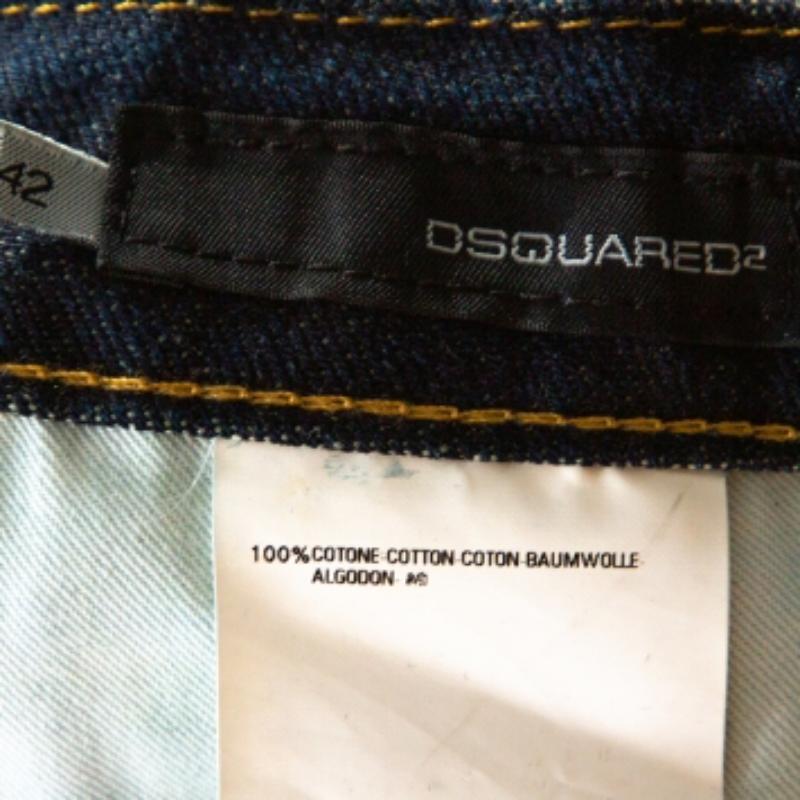 42
DSQUARED2
100% COTONE-COTTON-COTON-BAUMWOLLE-
ALGODON-